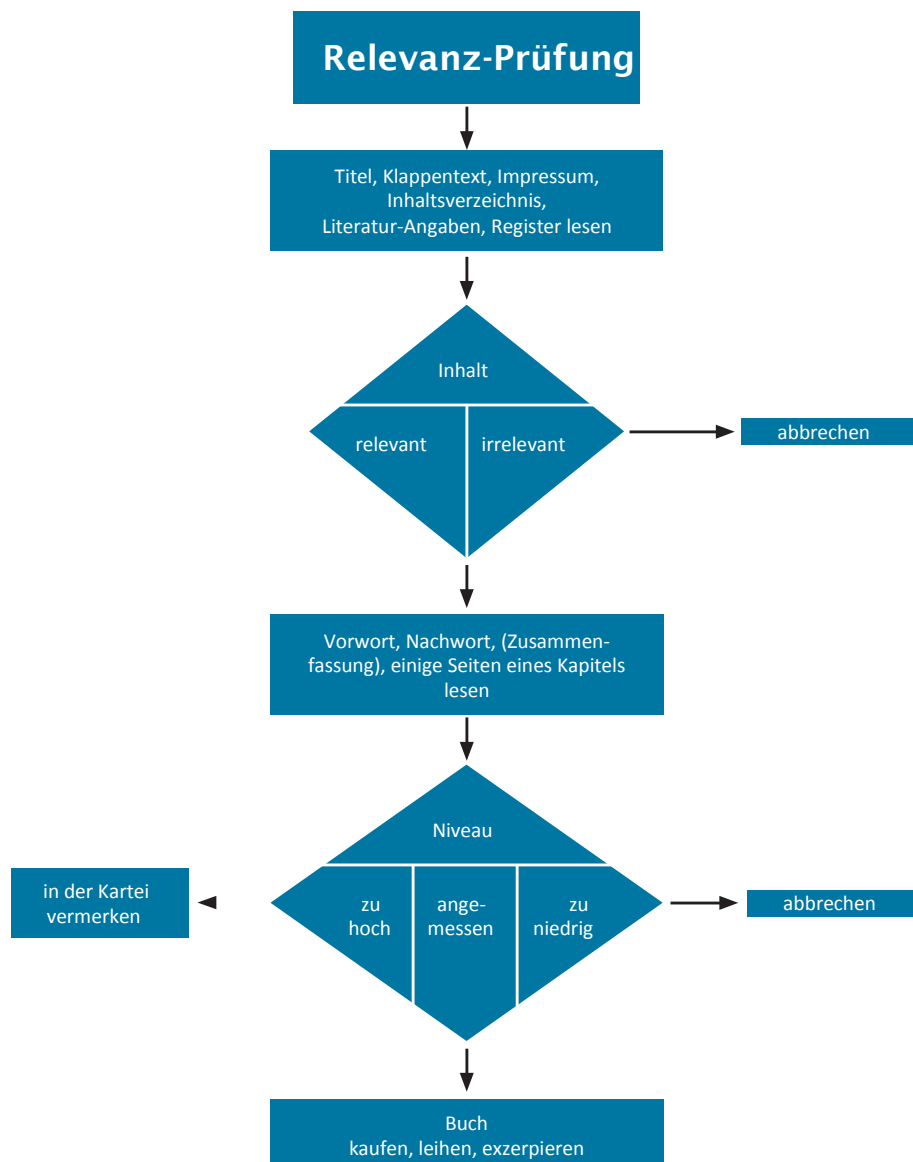 Relevanz-Prüfung
Titel, Klappentext, Impressum,
Inhaltsverzeichnis,
Literatur-Angaben, Register lesen
Inhalt
relevant
irrelevant
abbrechen
Vorwort, Nachwort, (Zusammen-
fassung), einige Seiten eines Kapitels
lesen
Niveau
in der Kartei
vermerken
zu
hoch
ange-
messen
zu
niedrig
abbrechen
Buch
kaufen, leihen, exzerpieren